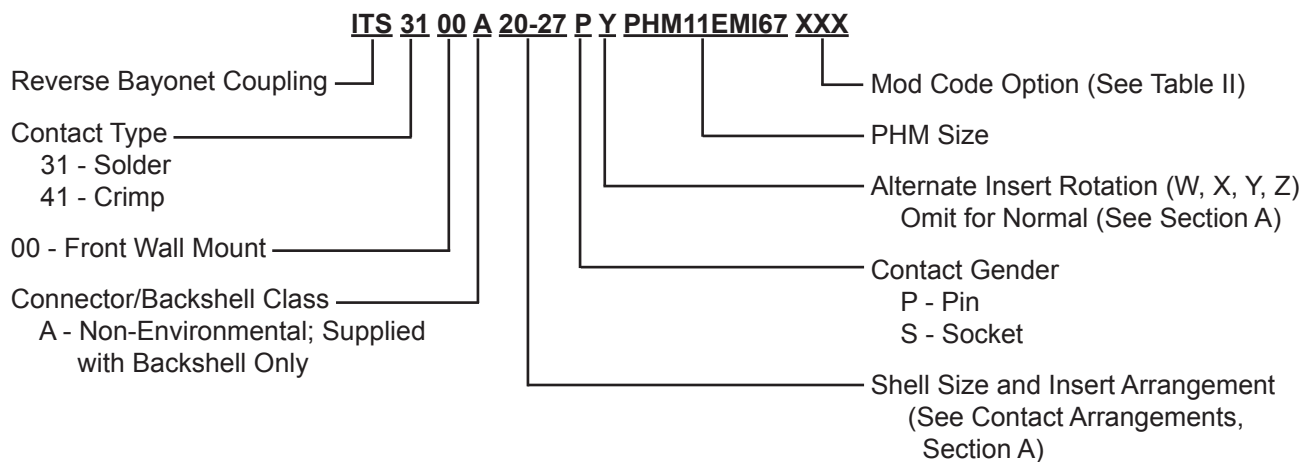 ITS 31 00 A 20-27 P Y PHM11EMI67 XXX
Reverse Bayonet Coupling
Contact Type
31 - Solder
41 - Crimp
00 - Front Wall Mount
Connector/Backshell Class
A - Non-Environmental; Supplied
with Backshell Only
Mod Code Option (See Table II)
PHM Size
Alternate Insert Rotation (W, X, Y, Z)
Omit for Normal (See Section A)
Contact Gender
P - Pin
S - Socket
Shell Size and Insert Arrangement
(See Contact Arrangements,
Section A)